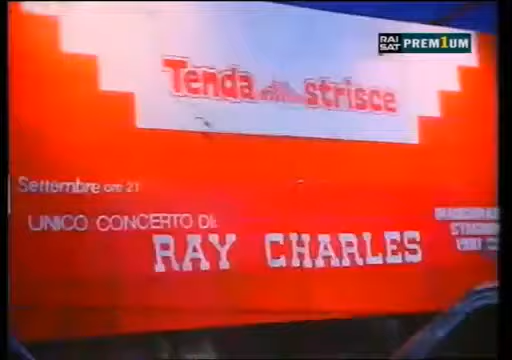 RAI SAT PREM1UM
Tenda strisce
Settembre ore 21
UNICO CONCERTO DI:
RAY CHARLES